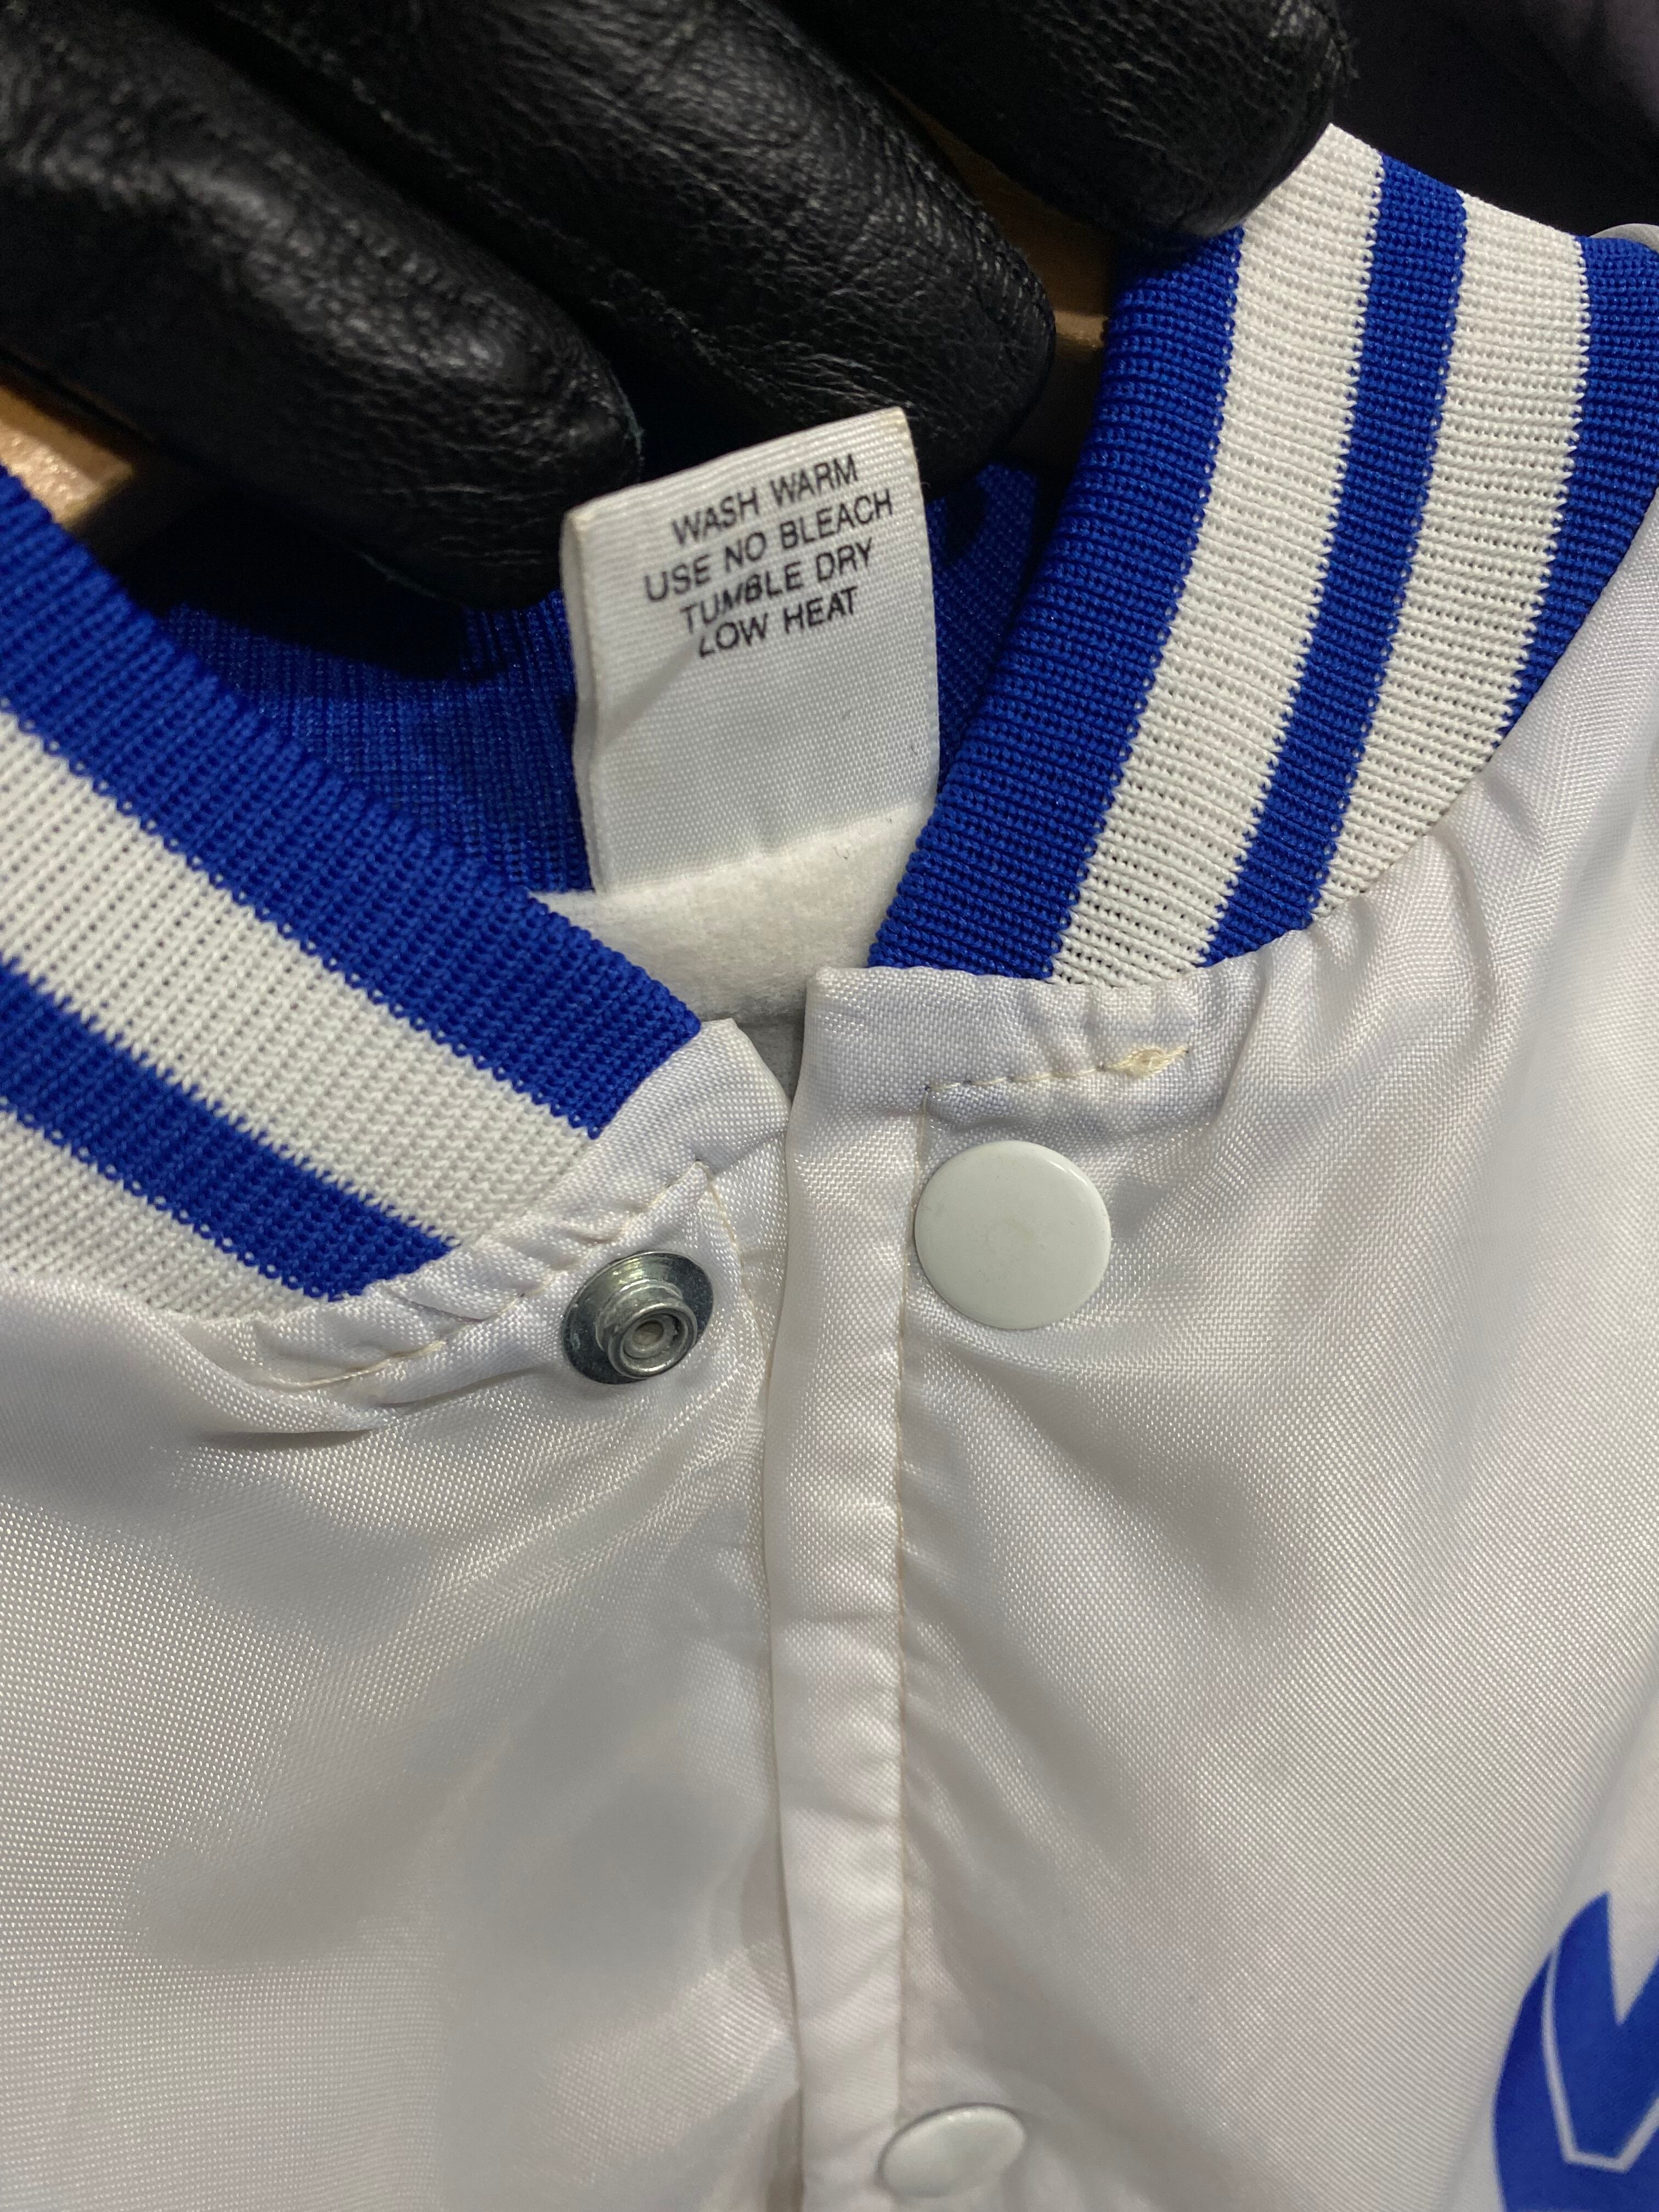 WASH WARM
USE NO BLEACH
TUMBLE DRY
LOW HEAT